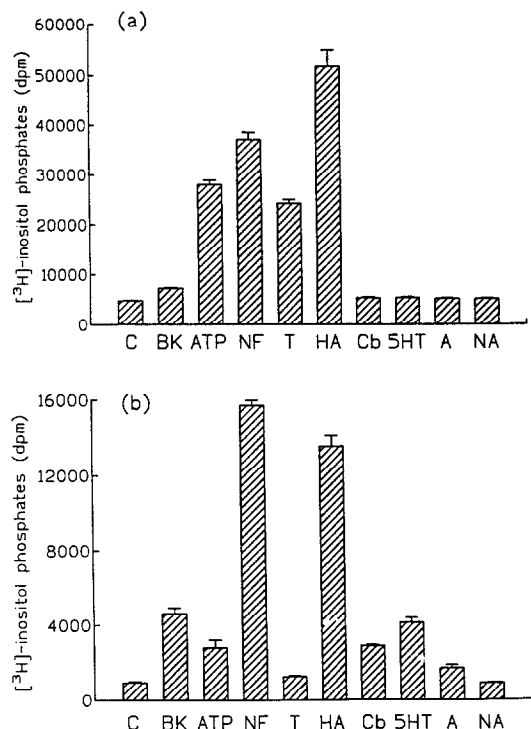 (a)
[³H]-inositol phosphates (dpm)
60000
50000
40000
30000
20000
10000
0
C BK ATP NF T HA Cb 5HT A NA
(b)
[³H]-inositol phosphates (dpm)
16000
12000
8000
4000
0
C BK ATP NF T HA Cb 5HT A NA